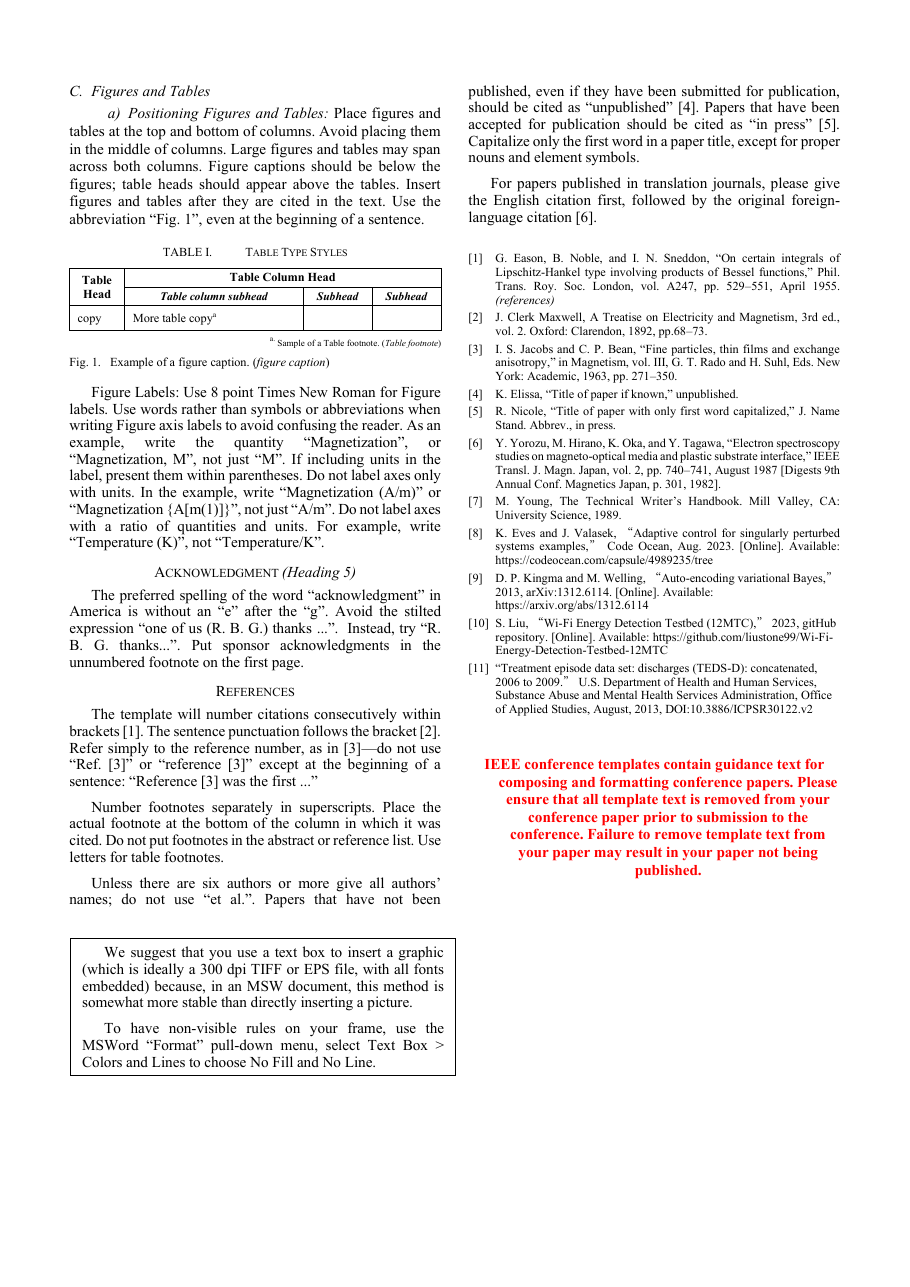 C. Figures and Tables
a) Positioning Figures and Tables: Place figures and
tables at the top and bottom of columns. Avoid placing them
in the middle of columns. Large figures and tables may span
across both columns. Figure captions should be below the
figures; table heads should appear above the tables. Insert
figures and tables after they are cited in the text. Use the
abbreviation “Fig. 1”, even at the beginning of a sentence.
TABLE I. TABLE TYPE STYLES
Table Head
Table Column Head
Table column subhead Subhead Subhead
copy More table copyᵃ
a. Sample of a Table footnote. (Table footnote)
Fig. 1. Example of a figure caption. (figure caption)
Figure Labels: Use 8 point Times New Roman for Figure
labels. Use words rather than symbols or abbreviations when
writing Figure axis labels to avoid confusing the reader. As an
example, write the quantity “Magnetization”, or
“Magnetization, M”, not just “M”. If including units in the
label, present them within parentheses. Do not label axes only
with units. In the example, write “Magnetization (A/m)” or
“Magnetization {A[m(1)]}”, not just “A/m”. Do not label axes
with a ratio of quantities and units. For example, write
“Temperature (K)”, not “Temperature/K”.
ACKNOWLEDGMENT (Heading 5)
The preferred spelling of the word “acknowledgment” in
America is without an “e” after the “g”. Avoid the stilted
expression “one of us (R. B. G.) thanks ...”. Instead, try “R.
B. G. thanks...”. Put sponsor acknowledgments in the
unnumbered footnote on the first page.
REFERENCES
The template will number citations consecutively within
brackets [1]. The sentence punctuation follows the bracket [2].
Refer simply to the reference number, as in [3]—do not use
“Ref. [3]” or “reference [3]” except at the beginning of a
sentence: “Reference [3] was the first ...”
Number footnotes separately in superscripts. Place the
actual footnote at the bottom of the column in which it was
cited. Do not put footnotes in the abstract or reference list. Use
letters for table footnotes.
Unless there are six authors or more give all authors’
names; do not use “et al.”. Papers that have not been
We suggest that you use a text box to insert a graphic
(which is ideally a 300 dpi TIFF or EPS file, with all fonts
embedded) because, in an MSW document, this method is
somewhat more stable than directly inserting a picture.
To have non-visible rules on your frame, use the
MSWord “Format” pull-down menu, select Text Box >
Colors and Lines to choose No Fill and No Line.
published, even if they have been submitted for publication,
should be cited as “unpublished” [4]. Papers that have been
accepted for publication should be cited as “in press” [5].
Capitalize only the first word in a paper title, except for proper
nouns and element symbols.
For papers published in translation journals, please give
the English citation first, followed by the original foreign-
language citation [6].
[1] G. Eason, B. Noble, and I. N. Sneddon, “On certain integrals of
Lipschitz-Hankel type involving products of Bessel functions,” Phil.
Trans. Roy. Soc. London, vol. A247, pp. 529–551, April 1955.
(references)
[2] J. Clerk Maxwell, A Treatise on Electricity and Magnetism, 3rd ed.,
vol. 2. Oxford: Clarendon, 1892, pp.68–73.
[3] I. S. Jacobs and C. P. Bean, “Fine particles, thin films and exchange
anisotropy,” in Magnetism, vol. III, G. T. Rado and H. Suhl, Eds. New
York: Academic, 1963, pp. 271–350.
[4] K. Elissa, “Title of paper if known,” unpublished.
[5] R. Nicole, “Title of paper with only first word capitalized,” J. Name
Stand. Abbrev., in press.
[6] Y. Yorozu, M. Hirano, K. Oka, and Y. Tagawa, “Electron spectroscopy
studies on magneto-optical media and plastic substrate interface,” IEEE
Transl. J. Magn. Japan, vol. 2, pp. 740–741, August 1987 [Digests 9th
Annual Conf. Magnetics Japan, p. 301, 1982].
[7] M. Young, The Technical Writer’s Handbook. Mill Valley, CA:
University Science, 1989.
[8] K. Eves and J. Valasek, “Adaptive control for singularly perturbed
systems examples,” Code Ocean, Aug. 2023. [Online]. Available:
https://codeocean.com/capsule/4989235/tree
[9] D. P. Kingma and M. Welling, “Auto-encoding variational Bayes,”
2013, arXiv:1312.6114. [Online]. Available:
https://arxiv.org/abs/1312.6114
[10] S. Liu, “Wi-Fi Energy Detection Testbed (12MTC),” 2023, gitHub
repository. [Online]. Available: https://github.com/liustone99/Wi-Fi-
Energy-Detection-Testbed-12MTC
[11] “Treatment episode data set: discharges (TEDS-D): concatenated,
2006 to 2009.” U.S. Department of Health and Human Services,
Substance Abuse and Mental Health Services Administration, Office
of Applied Studies, August, 2013, DOI:10.3886/ICPSR30122.v2
IEEE conference templates contain guidance text for
composing and formatting conference papers. Please
ensure that all template text is removed from your
conference paper prior to submission to the
conference. Failure to remove template text from
your paper may result in your paper not being
published.